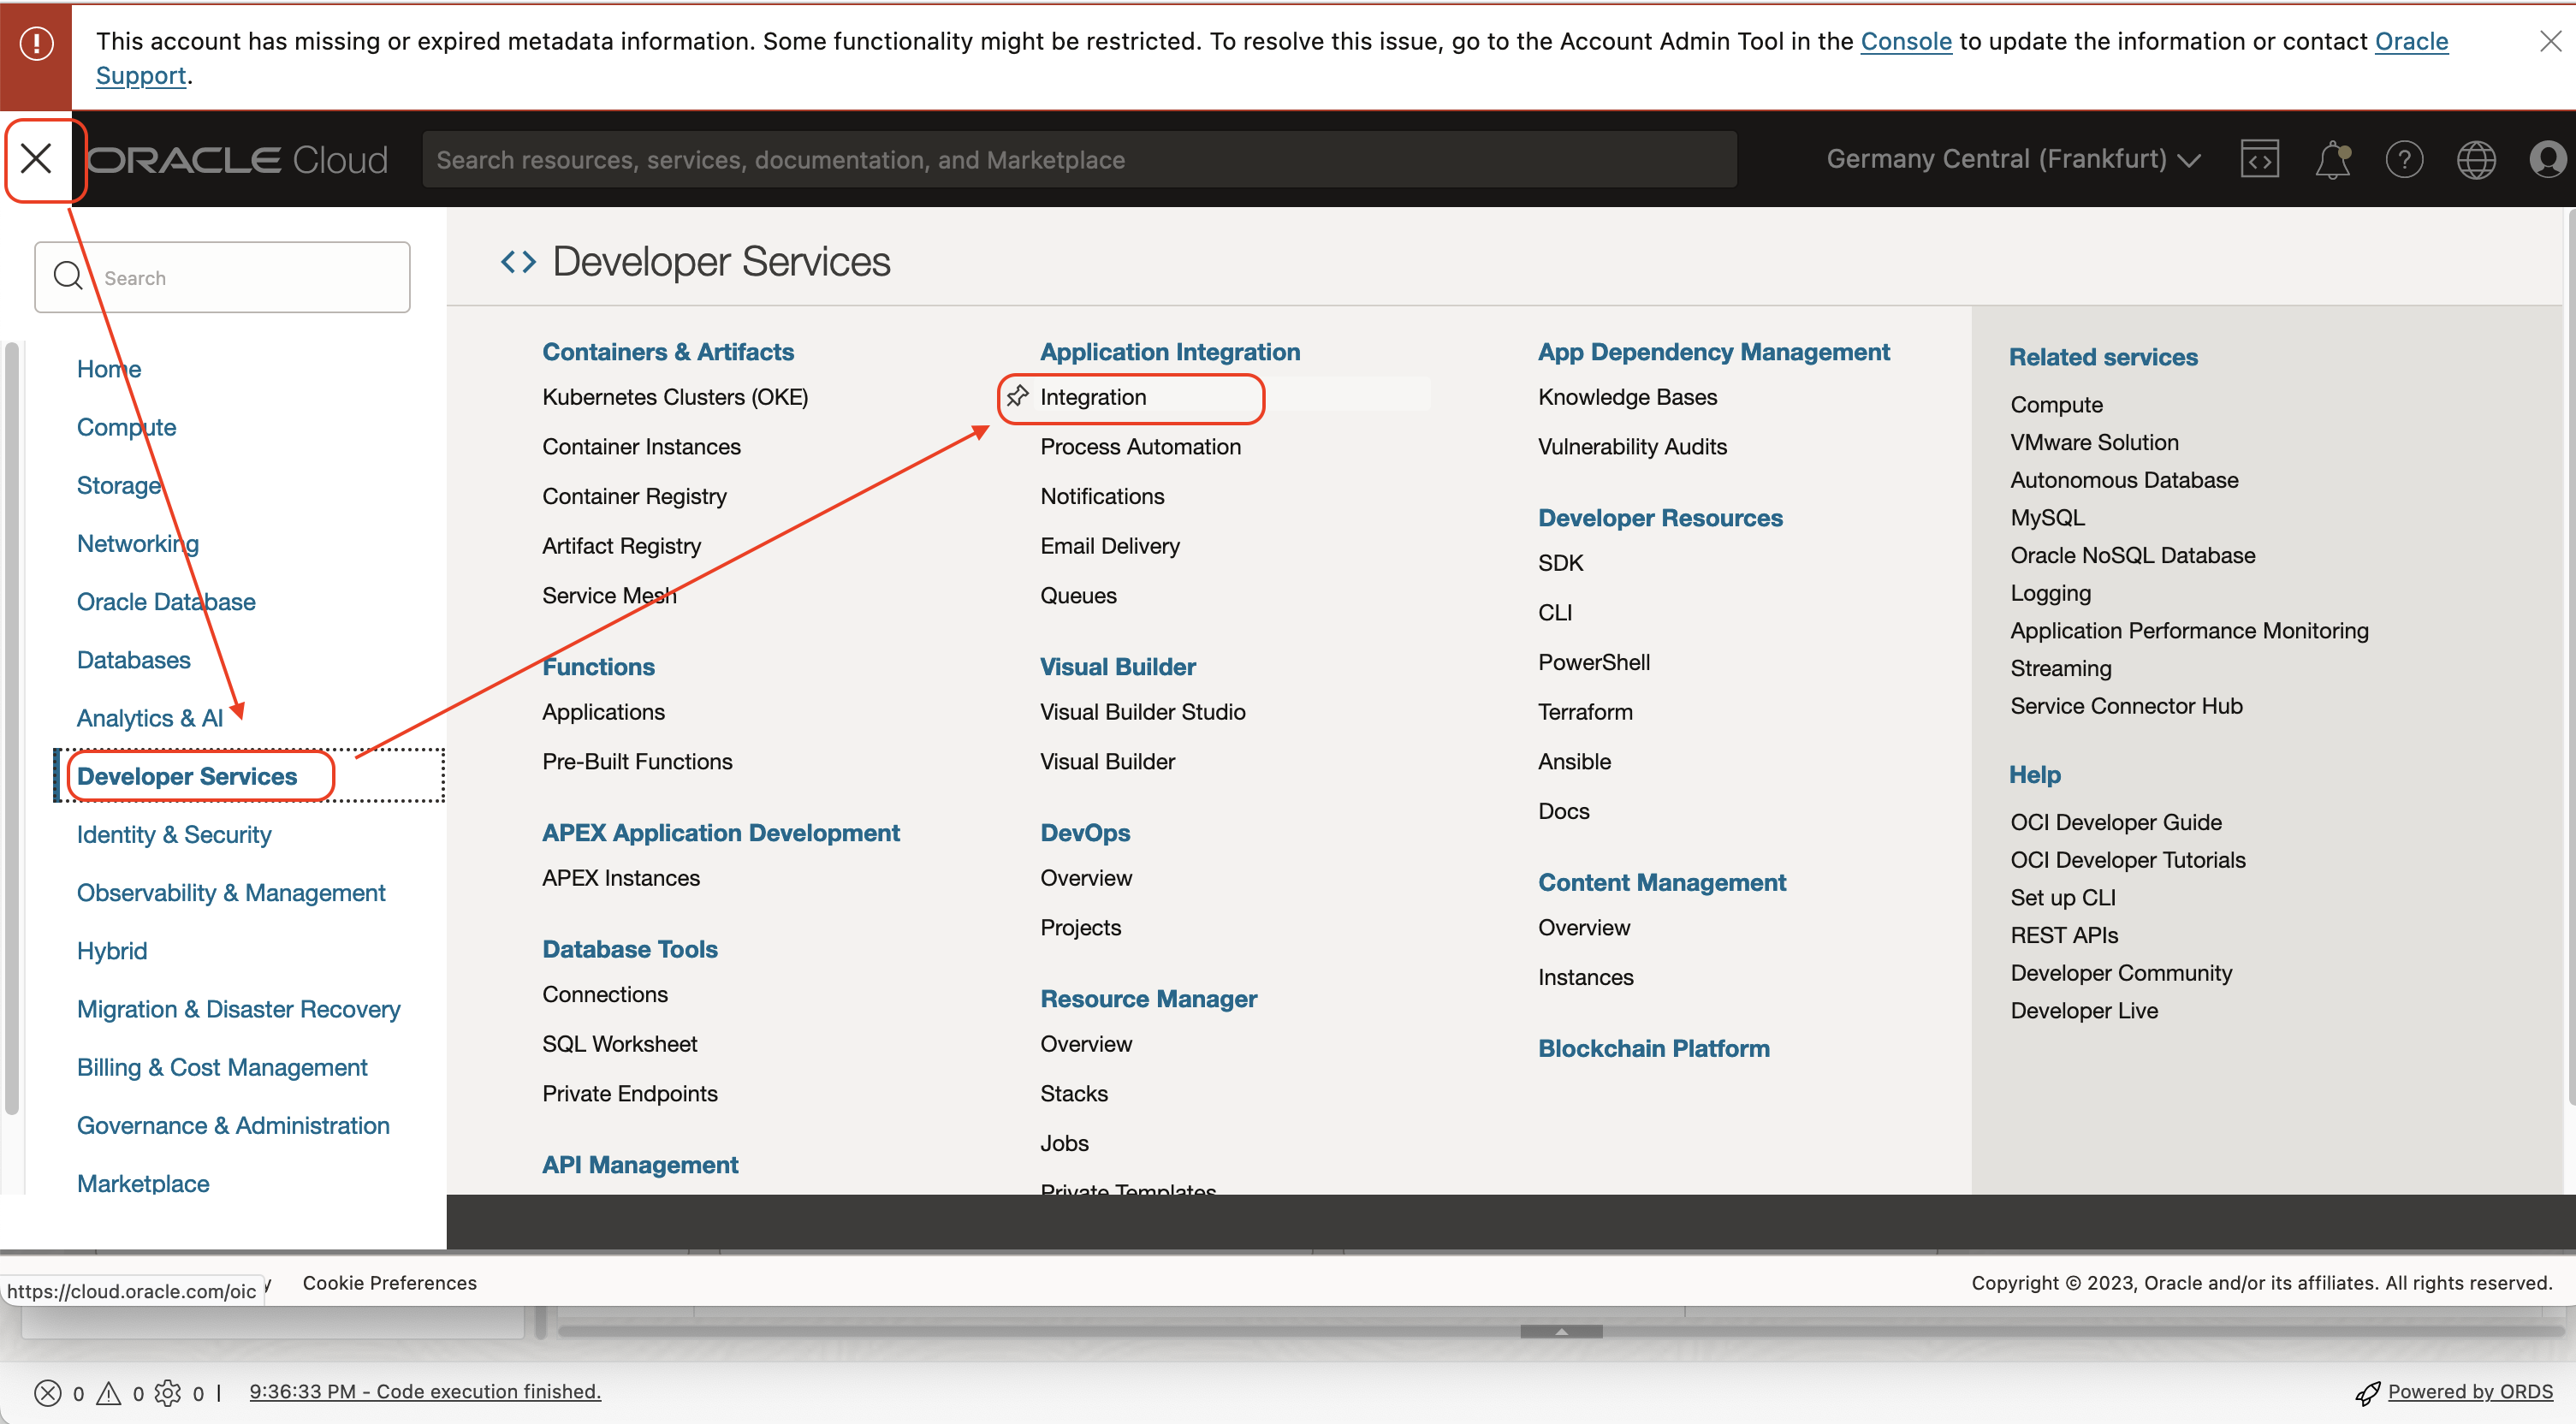 This account has missing or expired metadata information. Some functionality might be restricted. To resolve this issue, go to the Account Admin Tool in the Console to update the information or contact Oracle
Support.
ORACLE Cloud
Search resources, services, documentation, and Marketplace
Germany Central (Frankfurt)
Search
Home
Compute
Storage
Networking
Oracle Database
Databases
Analytics & AI
Developer Services
Identity & Security
Observability & Management
Hybrid
Migration & Disaster Recovery
Billing & Cost Management
Governance & Administration
Marketplace
Developer Services
Containers & Artifacts
Kubernetes Clusters (OKE)
Container Instances
Container Registry
Artifact Registry
Service Mesh
Functions
Applications
Pre-Built Functions
APEX Application Development
APEX Instances
Database Tools
Connections
SQL Worksheet
Private Endpoints
API Management
Application Integration
Integration
Process Automation
Notifications
Email Delivery
Queues
Visual Builder
Visual Builder Studio
Visual Builder
DevOps
Overview
Projects
Resource Manager
Overview
Stacks
Jobs
Private Templates
App Dependency Management
Knowledge Bases
Vulnerability Audits
Developer Resources
SDK
CLI
PowerShell
Terraform
Ansible
Docs
Content Management
Overview
Instances
Blockchain Platform
Related services
Compute
VMware Solution
Autonomous Database
MySQL
Oracle NoSQL Database
Logging
Application Performance Monitoring
Streaming
Service Connector Hub
Help
OCI Developer Guide
OCI Developer Tutorials
Set up CLI
REST APIs
Developer Community
Developer Live
https://cloud.oracle.com/oic
Cookie Preferences
Copyright © 2023, Oracle and/or its affiliates. All rights reserved.
0 0 0 | 9:36:33 PM - Code execution finished.
Powered by ORDS